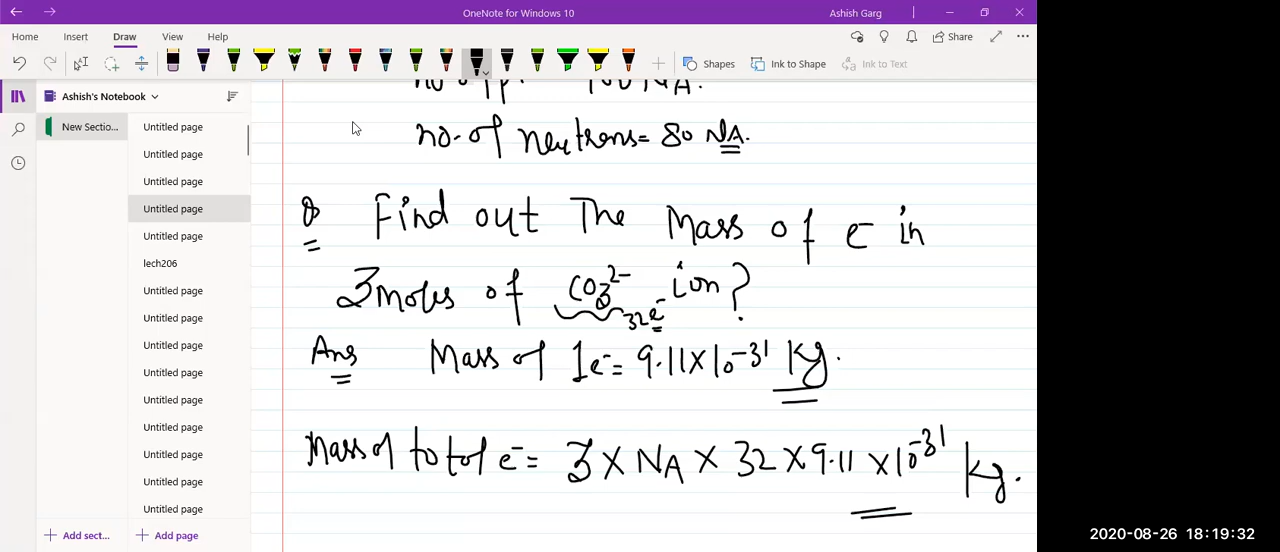 OneNote for Windows 10
Ashish Garg
Home Insert Draw View Help
Share
Shapes Ink to Shape Ink to Text
Ashish's Notebook
New Sectio...
Untitled page
Untitled page
Untitled page
Untitled page
Untitled page
lech206
Untitled page
Untitled page
Untitled page
Untitled page
Untitled page
Untitled page
Untitled page
Untitled page
Untitled page
Add sect...
Add page
no. of neutrons = 80 NA.
Q Find out The Mass of e⁻ in
3 moles of CO₃²⁻ ion?
32e⁻
Ans Mass of 1e⁻ = 9.11×10⁻³¹ Kg.
Mass of total e⁻ = 3 × NA × 32 × 9.11 × 10⁻³¹ Kg.
2020-08-26 18:19:32